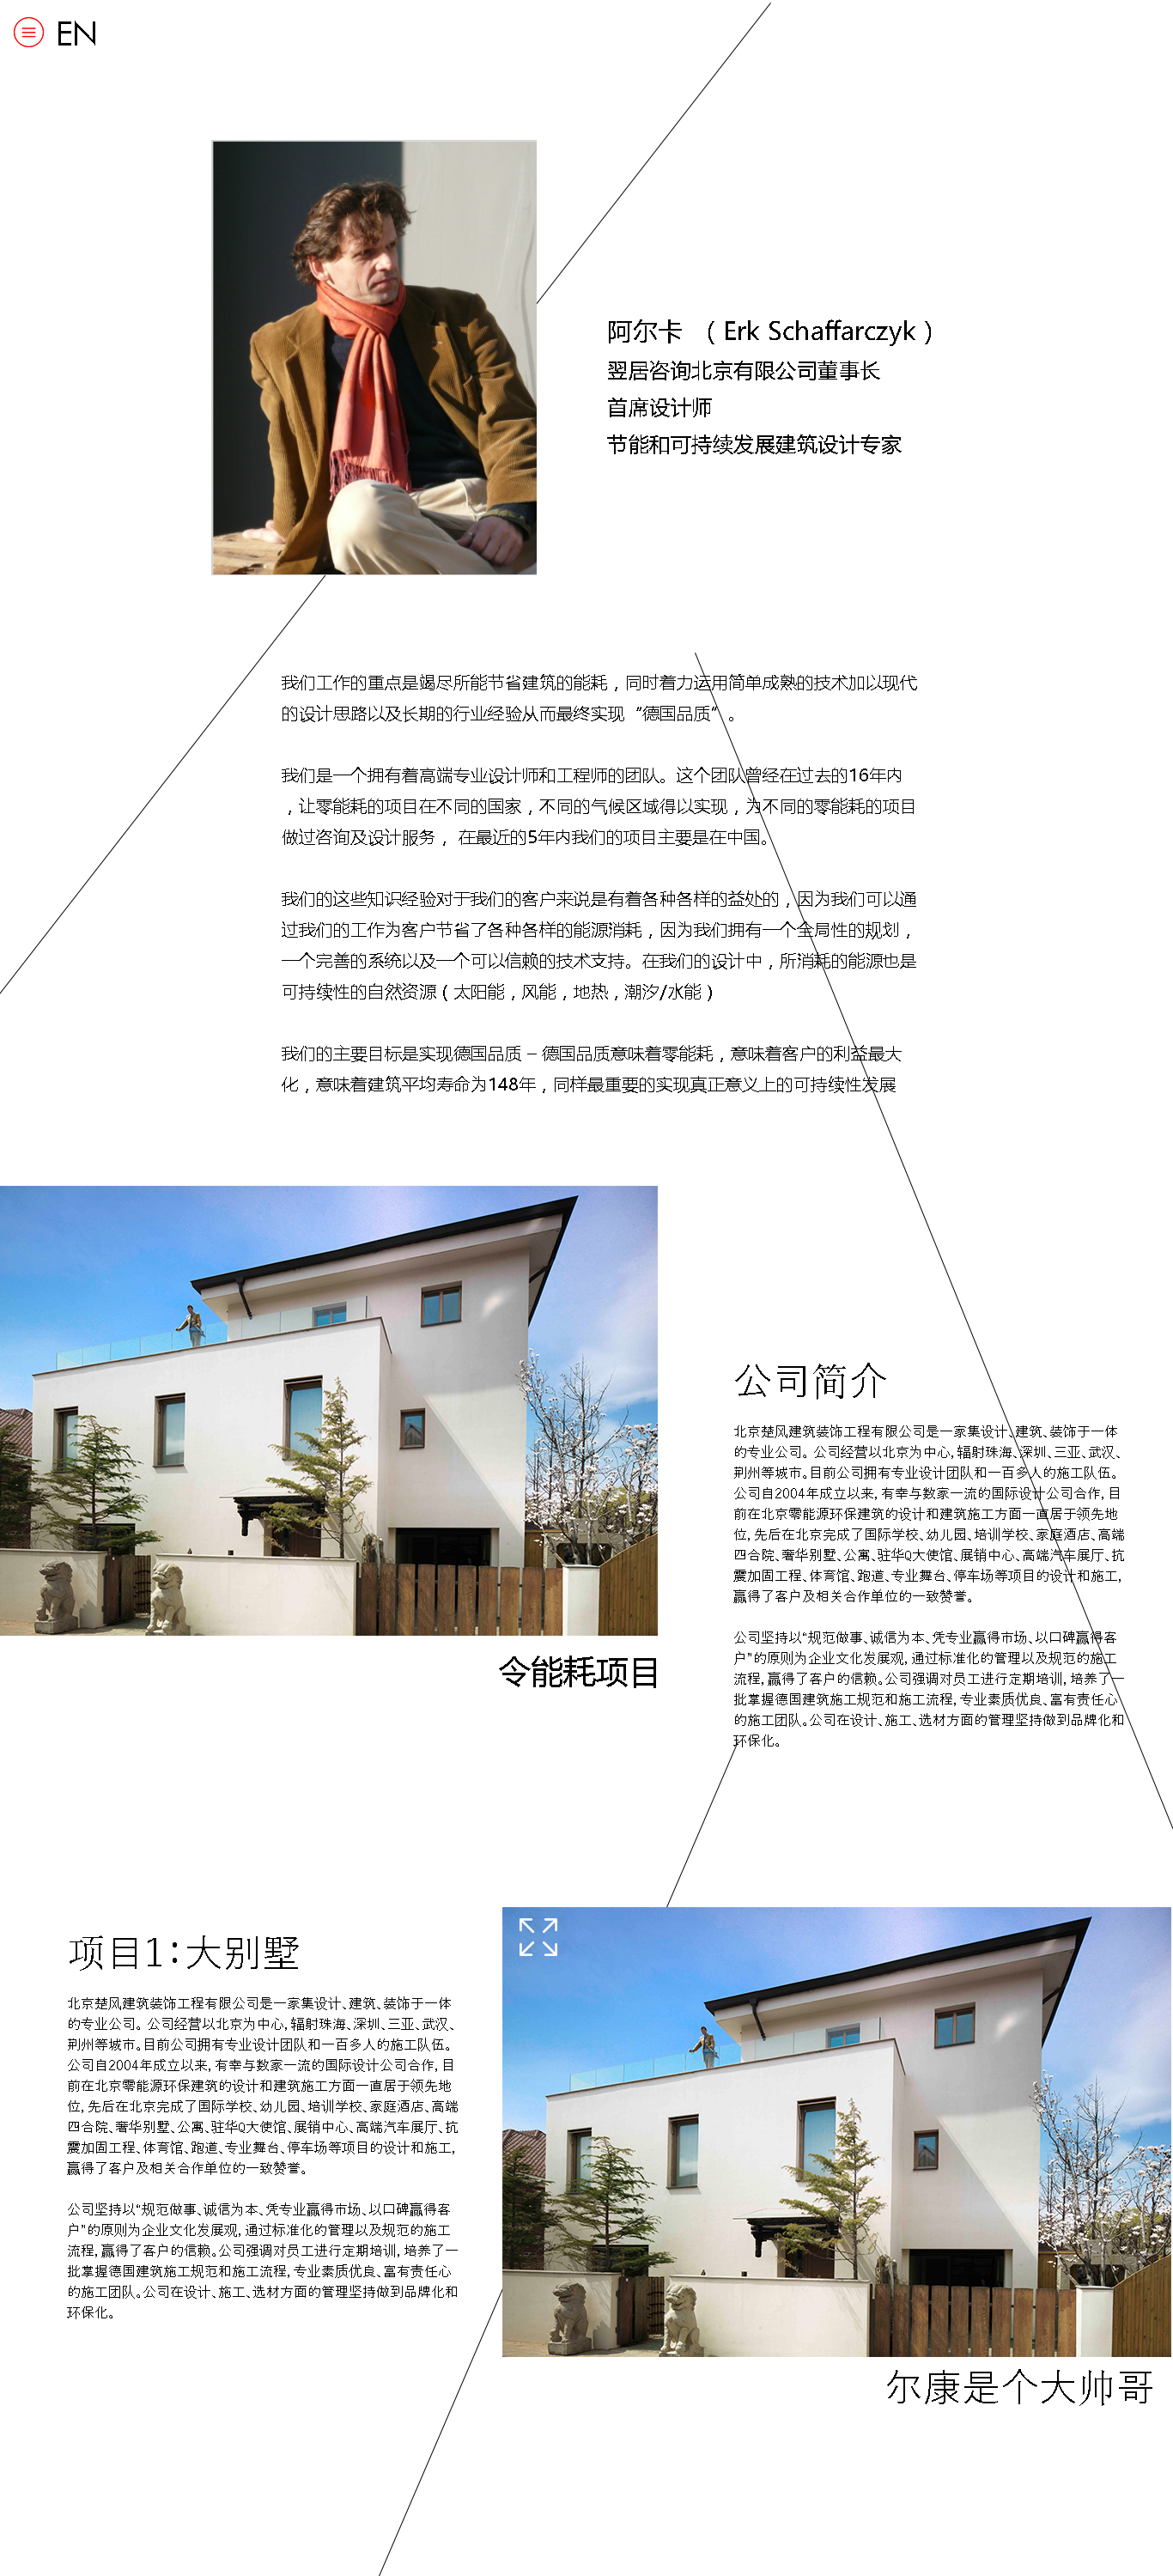 EN
阿尔卡 （Erk Schaffarczyk）
翌居咨询北京有限公司董事长
首席设计师
节能和可持续发展建筑设计专家
我们工作的重点是竭尽所能节省建筑的能耗，同时着力运用简单成熟的技术加以现代
的设计思路以及长期的行业经验从而最终实现“德国品质”。
我们是一个拥有着高端专业设计师和工程师的团队。这个团队曾经在过去的16年内
，让零能耗的项目在不同的国家，不同的气候区域得以实现，为不同的零能耗的项目
做过咨询及设计服务， 在最近的5年内我们的项目主要是在中国。
我们的这些知识经验对于我们的客户来说是有着各种各样的益处的，因为我们可以通
过我们的工作为客户节省了各种各样的能源消耗，因为我们拥有一个全局性的规划，
一个完善的系统以及一个可以信赖的技术支持。在我们的设计中，所消耗的能源也是
可持续性的自然资源（太阳能，风能，地热，潮汐/水能）
我们的主要目标是实现德国品质 – 德国品质意味着零能耗，意味着客户的利益最大
化，意味着建筑平均寿命为148年，同样最重要的实现真正意义上的可持续性发展
公司简介
北京楚风建筑装饰工程有限公司是一家集设计、建筑、装饰于一体
的专业公司。公司经营以北京为中心，辐射珠海、深圳、三亚、武汉、
荆州等城市。目前公司拥有专业设计团队和一百多人的施工队伍。
公司自2004年成立以来，有幸与数家一流的国际设计公司合作，目
前在北京零能源环保建筑的设计和建筑施工方面一直居于领先地
位，先后在北京完成了国际学校、幼儿园、培训学校、家庭酒店、高端
四合院、奢华别墅、公寓、驻华Q大使馆、展销中心、高端汽车展厅、抗
震加固工程、体育馆、跑道、专业舞台、停车场等项目的设计和施工，
赢得了客户及相关合作单位的一致赞誉。
公司坚持以“规范做事、诚信为本、凭专业赢得市场、以口碑赢得客
户”的原则为企业文化发展观，通过标准化的管理以及规范的施工
流程，赢得了客户的信赖。公司强调对员工进行定期培训，培养了一
批掌握德国建筑施工规范和施工流程，专业素质优良、富有责任心
的施工团队。公司在设计、施工、选材方面的管理坚持做到品牌化和
环保化。
令能耗项目
项目1：大别墅
北京楚风建筑装饰工程有限公司是一家集设计、建筑、装饰于一体
的专业公司。公司经营以北京为中心，辐射珠海、深圳、三亚、武汉、
荆州等城市。目前公司拥有专业设计团队和一百多人的施工队伍。
公司自2004年成立以来，有幸与数家一流的国际设计公司合作，目
前在北京零能源环保建筑的设计和建筑施工方面一直居于领先地
位，先后在北京完成了国际学校、幼儿园、培训学校、家庭酒店、高端
四合院、奢华别墅、公寓、驻华Q大使馆、展销中心、高端汽车展厅、抗
震加固工程、体育馆、跑道、专业舞台、停车场等项目的设计和施工，
赢得了客户及相关合作单位的一致赞誉。
公司坚持以“规范做事、诚信为本、凭专业赢得市场、以口碑赢得客
户”的原则为企业文化发展观，通过标准化的管理以及规范的施工
流程，赢得了客户的信赖。公司强调对员工进行定期培训，培养了一
批掌握德国建筑施工规范和施工流程，专业素质优良、富有责任心
的施工团队。公司在设计、施工、选材方面的管理坚持做到品牌化和
环保化。
尔康是个大帅哥